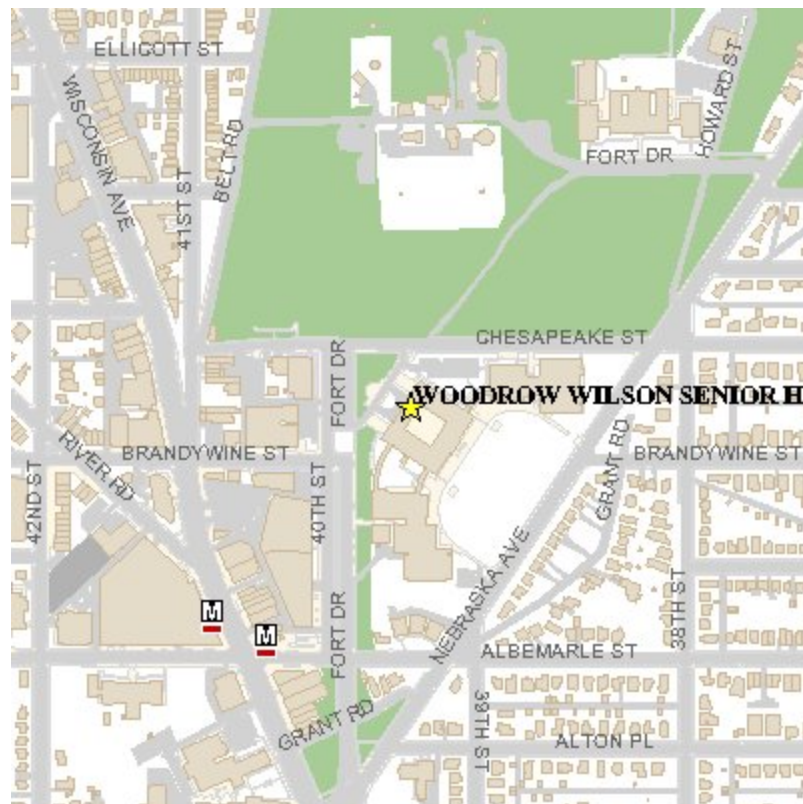 ELLICOTT ST
WISCONSIN AVE
BELT RD
41ST ST
HOWARD ST
FORT DR
CHESAPEAKE ST
FORT DR
WOODROW WILSON SENIOR H
GRANT RD
RIVER RD
BRANDYWINE ST
BRANDYWINE ST
42ND ST
40TH ST
NEBRASKA AVE
38TH ST
M
M
FORT DR
ALBEMARLE ST
GRANT RD
39TH ST
ALTON PL